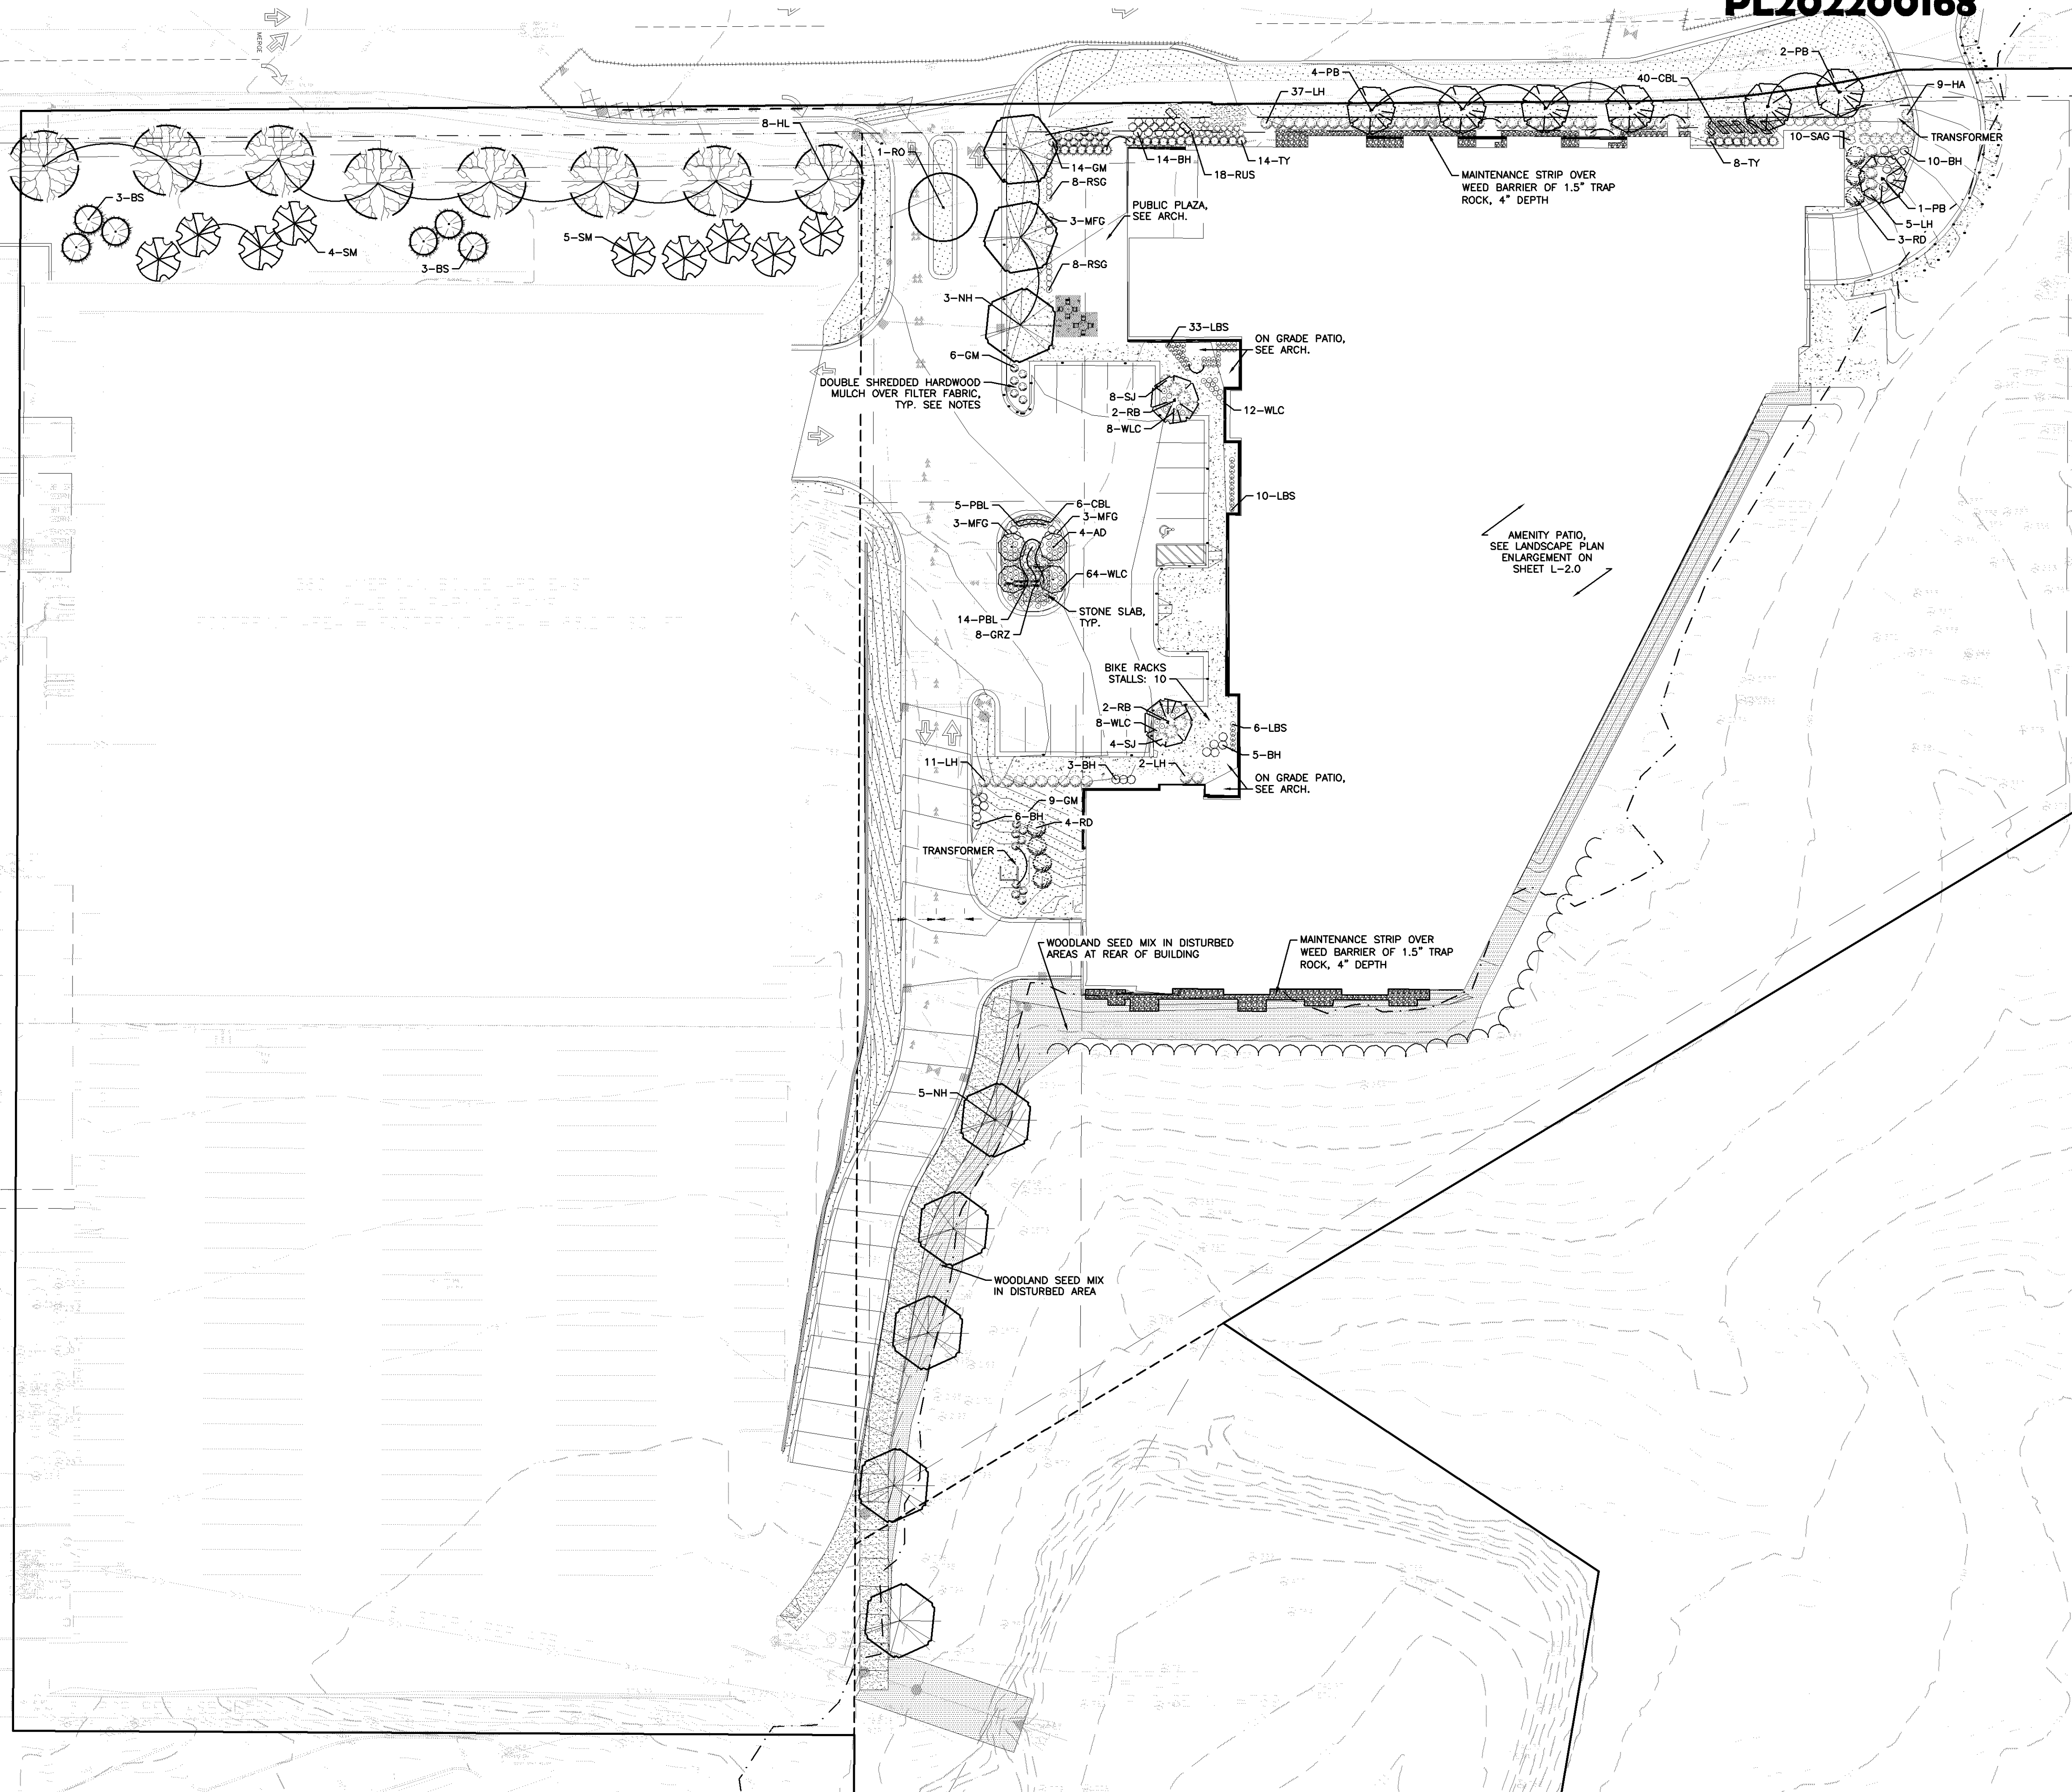 PL202200168
MERGE
2-PB
4-PB
40-CBL
37-LH
9-HA
8-HL
1-RO
10-SAG
TRANSFORMER
14-BH
14-TY
8-TY
10-BH
14-GM
18-RUS
8-RSG
MAINTENANCE STRIP OVER
WEED BARRIER OF 1.5" TRAP
ROCK, 4" DEPTH
3-BS
PUBLIC PLAZA,
SEE ARCH.
1-PB
3-MFG
5-LH
5-SM
3-RD
4-SM
3-BS
8-RSG
3-NH
33-LBS
ON GRADE PATIO,
SEE ARCH.
6-GM
DOUBLE SHREDDED HARDWOOD
MULCH OVER FILTER FABRIC,
TYP. SEE NOTES
8-SJ
2-RB
12-WLC
8-WLC
10-LBS
5-PBL
6-CBL
3-MFG
3-MFG
4-AD
AMENITY PATIO,
SEE LANDSCAPE PLAN
ENLARGEMENT ON
SHEET L-2.0
64-WLC
STONE SLAB,
TYP.
14-PBL
8-GRZ
BIKE RACKS
STALLS: 10
2-RB
8-WLC
6-LBS
4-SJ
5-BH
11-LH
3-BH
2-LH
ON GRADE PATIO,
SEE ARCH.
9-GM
6-BH
4-RD
TRANSFORMER
WOODLAND SEED MIX IN DISTURBED
AREAS AT REAR OF BUILDING
MAINTENANCE STRIP OVER
WEED BARRIER OF 1.5" TRAP
ROCK, 4" DEPTH
5-NH
WOODLAND SEED MIX
IN DISTURBED AREA